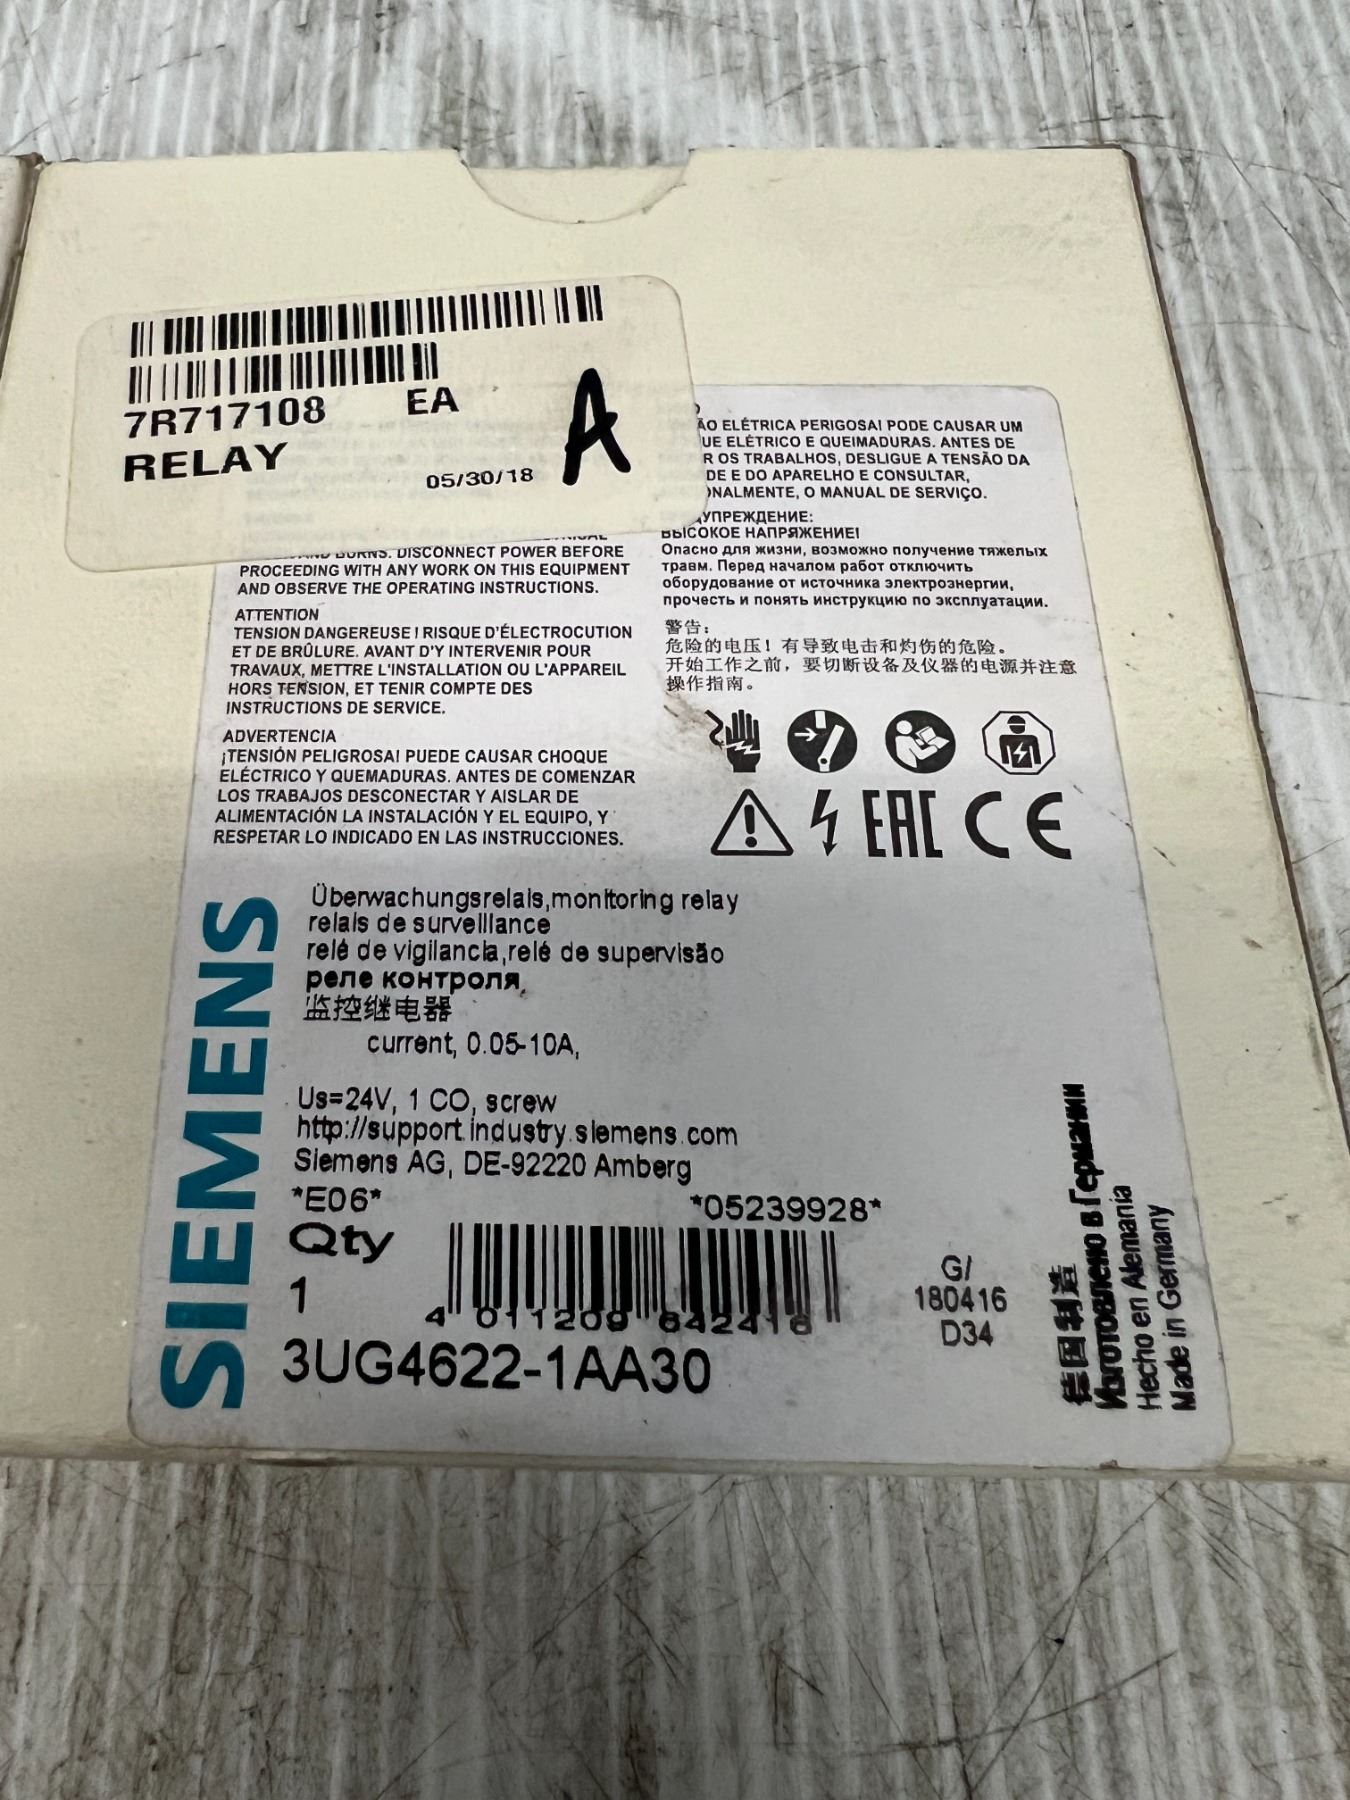 7R717108 EA
RELAY
05/30/18
A
BURNS. DISCONNECT POWER BEFORE
PROCEEDING WITH ANY WORK ON THIS EQUIPMENT
AND OBSERVE THE OPERATING INSTRUCTIONS.
ATTENTION
TENSION DANGEREUSE ! RISQUE D'ÉLECTROCUTION
ET DE BRÛLURE. AVANT D'Y INTERVENIR POUR
TRAVAUX, METTRE L'INSTALLATION OU L'APPAREIL
HORS TENSION, ET TENIR COMPTE DES
INSTRUCTIONS DE SERVICE.
ADVERTENCIA
¡TENSIÓN PELIGROSA! PUEDE CAUSAR CHOQUE
ELÉCTRICO Y QUEMADURAS. ANTES DE COMENZAR
LOS TRABAJOS DESCONECTAR Y AISLAR DE
ALIMENTACIÓN LA INSTALACIÓN Y EL EQUIPO, Y
RESPETAR LO INDICADO EN LAS INSTRUCCIONES.
ÃO ELÉTRICA PERIGOSA! PODE CAUSAR UM
UE ELÉTRICO E QUEIMADURAS. ANTES DE
R OS TRABALHOS, DESLIGUE A TENSÃO DA
DE E DO APARELHO E CONSULTAR,
ONALMENTE, O MANUAL DE SERVIÇO.
УПРЕЖДЕНИЕ:
ВЫСОКОЕ НАПРЯЖЕНИЕ!
Опасно для жизни, возможно получение тяжелых
травм. Перед началом работ отключить
оборудование от источника электроэнергии,
прочесть и понять инструкцию по эксплуатации.
警告：
危险的电压！有导致电击和灼伤的危险。
开始工作之前，要切断设备及仪器的电源并注意
操作指南。
EAC CE
SIEMENS
Überwachungsrelais,monitoring relay
relais de surveillance
relé de vigilancia,relé de supervisão
реле контроля,
监控继电器
current, 0.05-10A,
Us=24V, 1 CO, screw
http://support.industry.siemens.com
Siemens AG, DE-92220 Amberg
*E06* *05239928*
Qty
1
4 011209 842416
3UG4622-1AA30
G/
180416
D34
德国制造
Изготовлено в Германии
Hecho en Alemania
Made in Germany